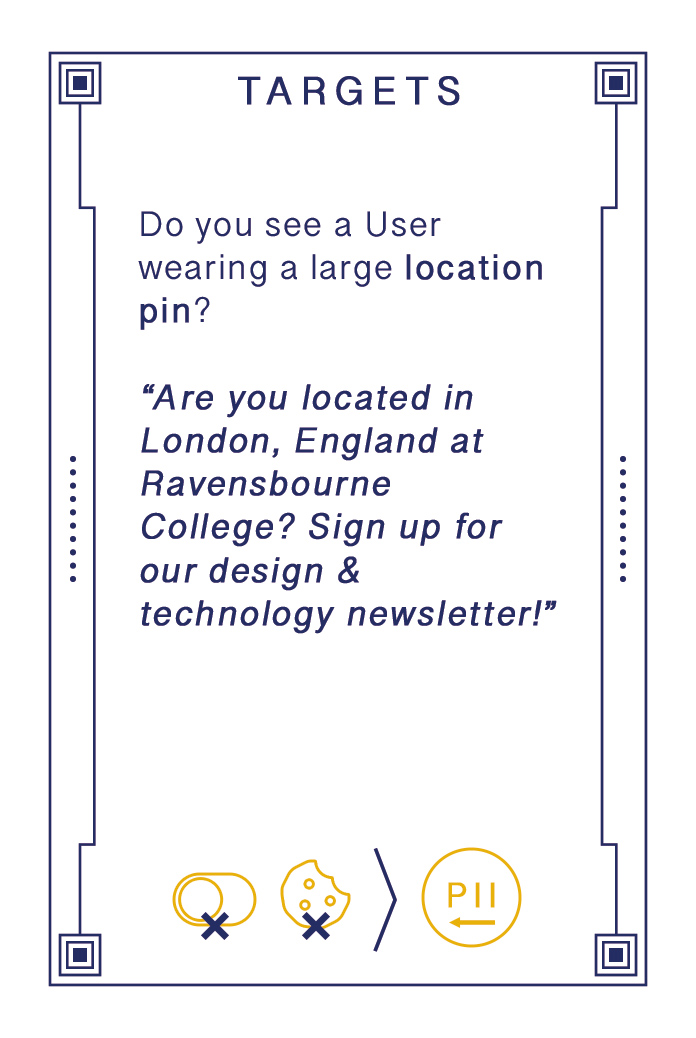 TARGETS
Do you see a User
wearing a large location
pin?
“Are you located in
London, England at
Ravensbourne
College? Sign up for
our design &
technology newsletter!”
PII